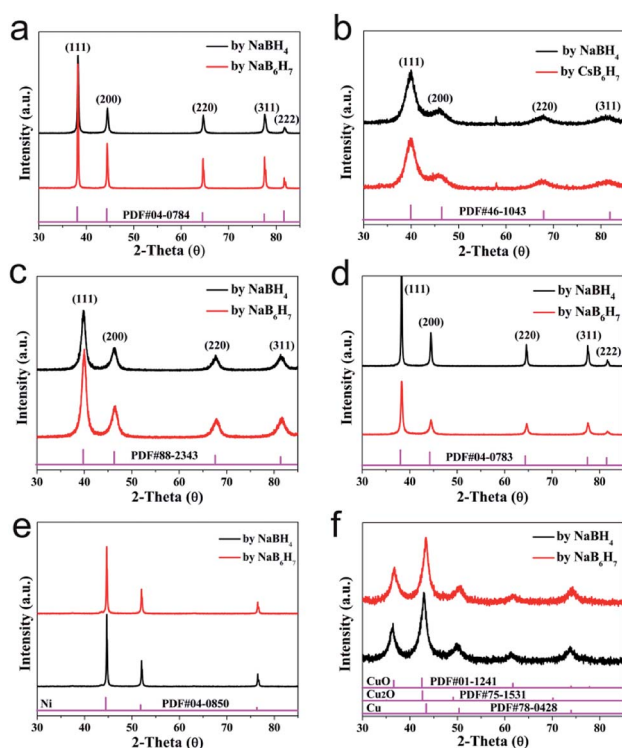 a
(111)
by NaBH4
by NaB6H7
(200)
(220)
(311)
(222)
Intensity (a.u.)
PDF#04-0784
30 40 50 60 70 80
2-Theta (θ)
b
(111)
by NaBH4
by CsB6H7
(200)
(220)
(311)
Intensity (a.u.)
PDF#46-1043
30 40 50 60 70 80
2-Theta (θ)
c
(111)
by NaBH4
by NaB6H7
(200)
(220)
(311)
Intensity (a.u.)
PDF#88-2343
30 40 50 60 70 80
2-Theta (θ)
d
(111)
by NaBH4
by NaB6H7
(200)
(220)
(311)
(222)
Intensity (a.u.)
PDF#04-0783
30 40 50 60 70 80
2-Theta (θ)
e
by NaBH4
by NaB6H7
Intensity (a.u.)
Ni
PDF#04-0850
30 40 50 60 70 80
2-Theta (θ)
f
by NaBH4
by NaB6H7
Intensity (a.u.)
CuO PDF#01-1241
Cu2O PDF#75-1531
Cu PDF#78-0428
30 40 50 60 70 80
2-Theta (θ)